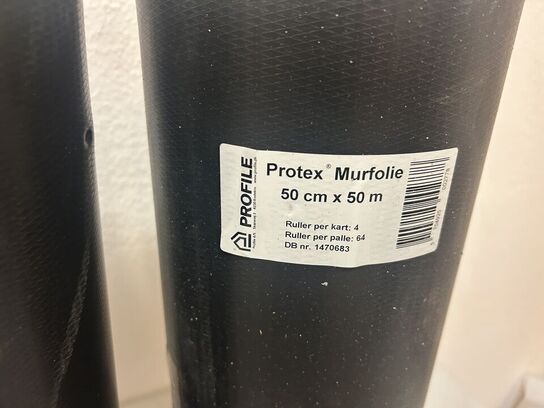 PROFILE
Protex® Murfolie
50 cm x 50 m
Ruller per kart: 4
Ruller per palle: 64
DB nr. 1470683